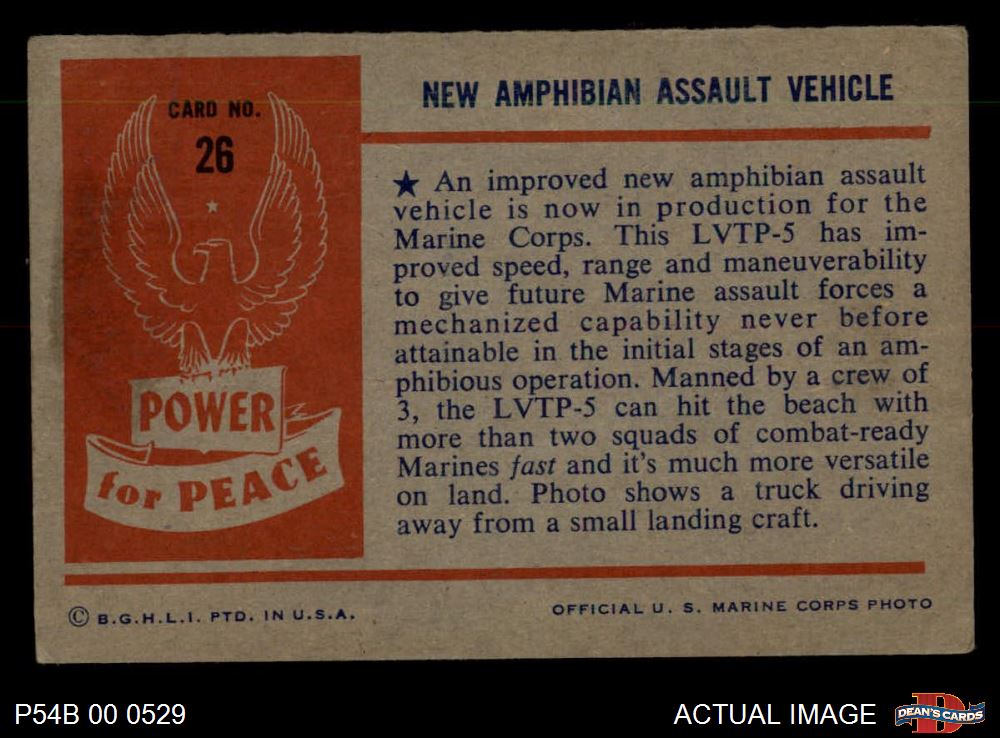 CARD NO.
26
POWER
for PEACE
NEW AMPHIBIAN ASSAULT VEHICLE
★ An improved new amphibian assault
vehicle is now in production for the
Marine Corps. This LVTP-5 has im-
proved speed, range and maneuverability
to give future Marine assault forces a
mechanized capability never before
attainable in the initial stages of an am-
phibious operation. Manned by a crew of
3, the LVTP-5 can hit the beach with
more than two squads of combat-ready
Marines fast and it's much more versatile
on land. Photo shows a truck driving
away from a small landing craft.
© B.G.H.L.I. PTD. IN U.S.A.
OFFICIAL U. S. MARINE CORPS PHOTO
P54B 00 0529
ACTUAL IMAGE
D
DEAN'S CARDS